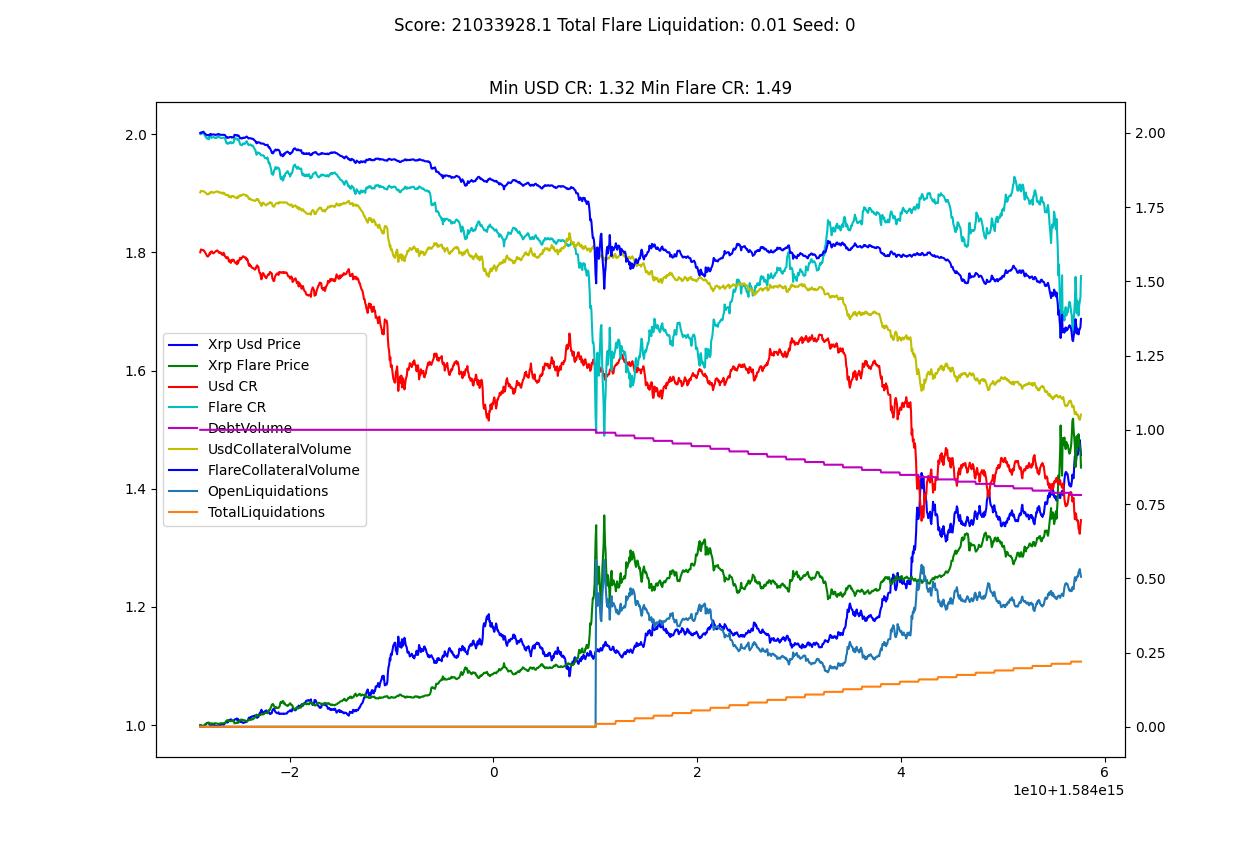 Score: 21033928.1 Total Flare Liquidation: 0.01 Seed: 0
Min USD CR: 1.32 Min Flare CR: 1.49
2.0
1.8
1.6
1.4
1.2
1.0
Xrp Usd Price
Xrp Flare Price
Usd CR
Flare CR
DebtVolume
UsdCollateralVolume
FlareCollateralVolume
OpenLiquidations
TotalLiquidations
2.00
1.75
1.50
1.25
1.00
0.75
0.50
0.25
0.00
−2 0 2 4 6
1e10+1.584e15